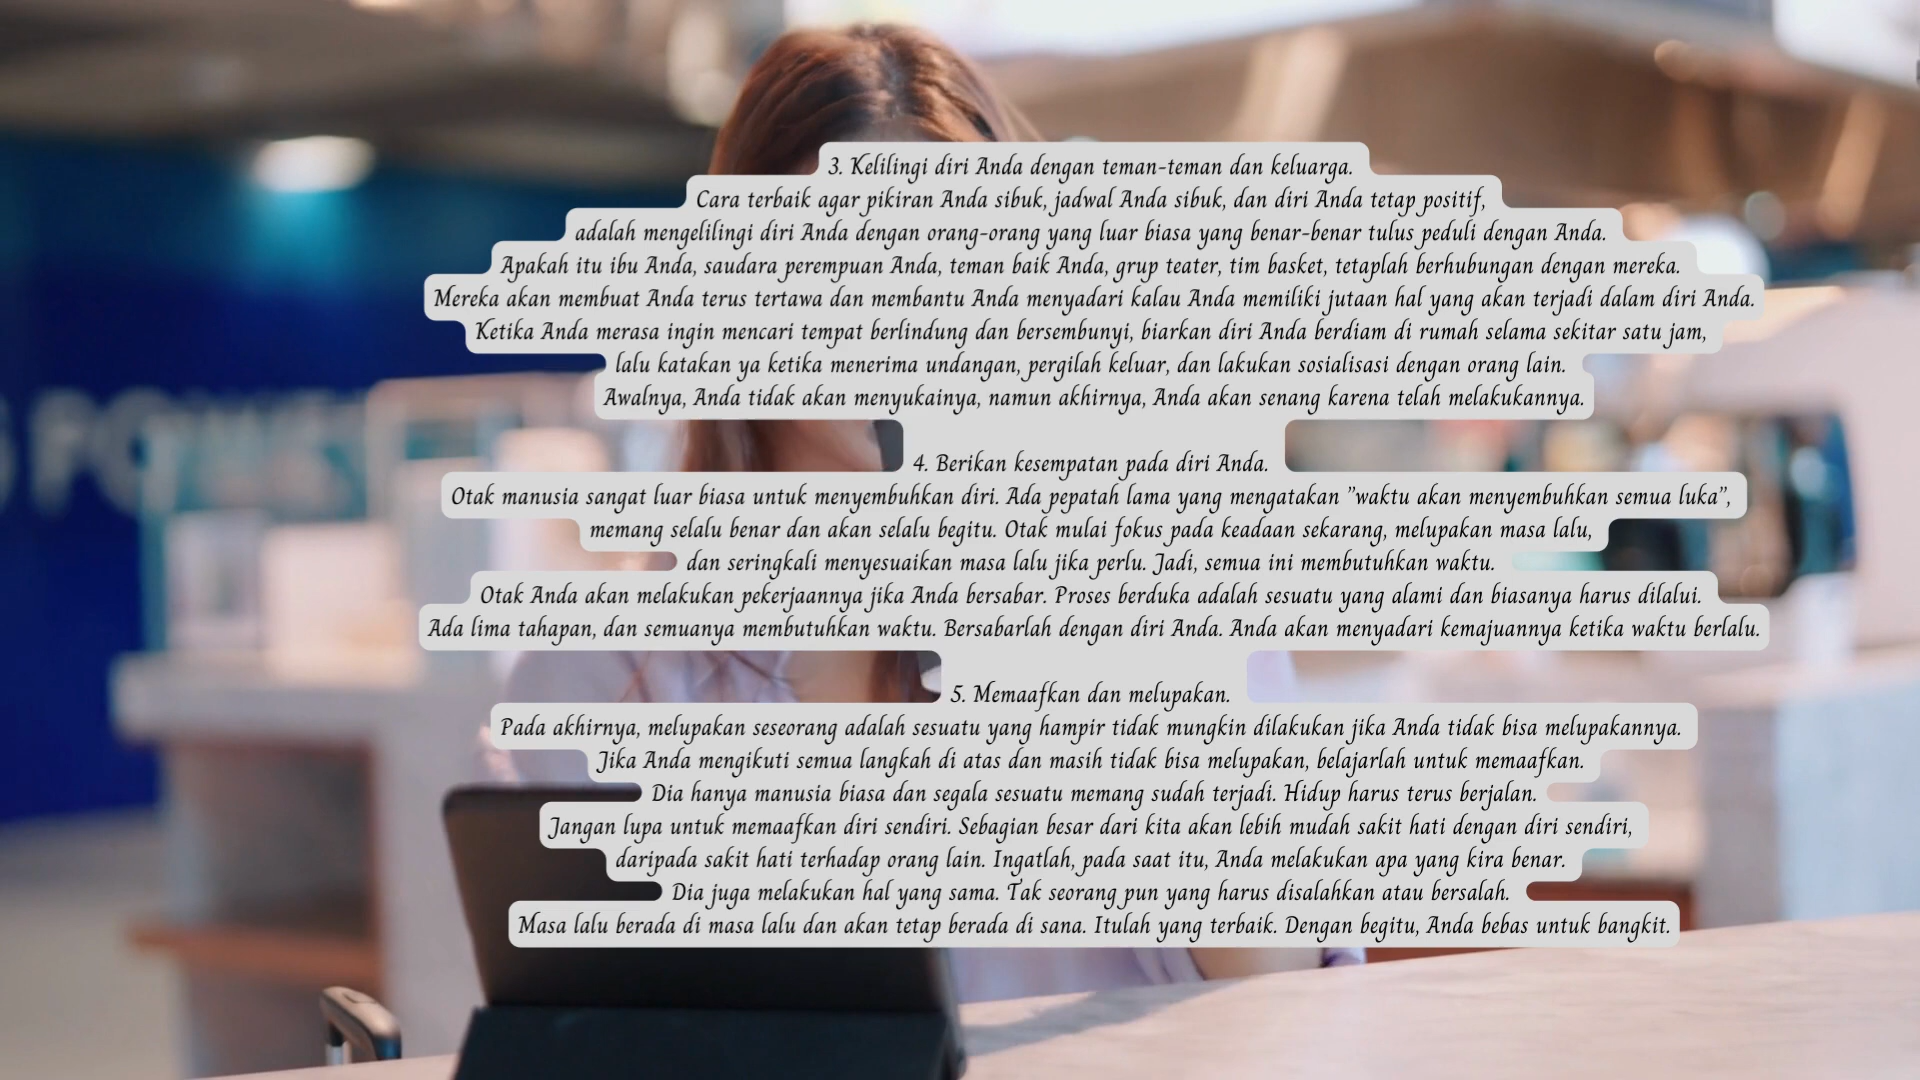 3. Kelilingi diri Anda dengan teman-teman dan keluarga.
Cara terbaik agar pikiran Anda sibuk, jadwal Anda sibuk, dan diri Anda tetap positif,
adalah mengelilingi diri Anda dengan orang-orang yang luar biasa yang benar-benar tulus peduli dengan Anda.
Apakah itu ibu Anda, saudara perempuan Anda, teman baik Anda, grup teater, tim basket, tetaplah berhubungan dengan mereka.
Mereka akan membuat Anda terus tertawa dan membantu Anda menyadari kalau Anda memiliki jutaan hal yang akan terjadi dalam diri Anda.
Ketika Anda merasa ingin mencari tempat berlindung dan bersembunyi, biarkan diri Anda berdiam di rumah selama sekitar satu jam,
lalu katakan ya ketika menerima undangan, pergilah keluar, dan lakukan sosialisasi dengan orang lain.
Awalnya, Anda tidak akan menyukainya, namun akhirnya, Anda akan senang karena telah melakukannya.
4. Berikan kesempatan pada diri Anda.
Otak manusia sangat luar biasa untuk menyembuhkan diri. Ada pepatah lama yang mengatakan "waktu akan menyembuhkan semua luka",
memang selalu benar dan akan selalu begitu. Otak mulai fokus pada keadaan sekarang, melupakan masa lalu,
dan seringkali menyesuaikan masa lalu jika perlu. Jadi, semua ini membutuhkan waktu.
Otak Anda akan melakukan pekerjaannya jika Anda bersabar. Proses berduka adalah sesuatu yang alami dan biasanya harus dilalui.
Ada lima tahapan, dan semuanya membutuhkan waktu. Bersabarlah dengan diri Anda. Anda akan menyadari kemajuannya ketika waktu berlalu.
5. Memaafkan dan melupakan.
Pada akhirnya, melupakan seseorang adalah sesuatu yang hampir tidak mungkin dilakukan jika Anda tidak bisa melupakannya.
Jika Anda mengikuti semua langkah di atas dan masih tidak bisa melupakan, belajarlah untuk memaafkan.
Dia hanya manusia biasa dan segala sesuatu memang sudah terjadi. Hidup harus terus berjalan.
Jangan lupa untuk memaafkan diri sendiri. Sebagian besar dari kita akan lebih mudah sakit hati dengan diri sendiri,
daripada sakit hati terhadap orang lain. Ingatlah, pada saat itu, Anda melakukan apa yang kira benar.
Dia juga melakukan hal yang sama. Tak seorang pun yang harus disalahkan atau bersalah.
Masa lalu berada di masa lalu dan akan tetap berada di sana. Itulah yang terbaik. Dengan begitu, Anda bebas untuk bangkit.